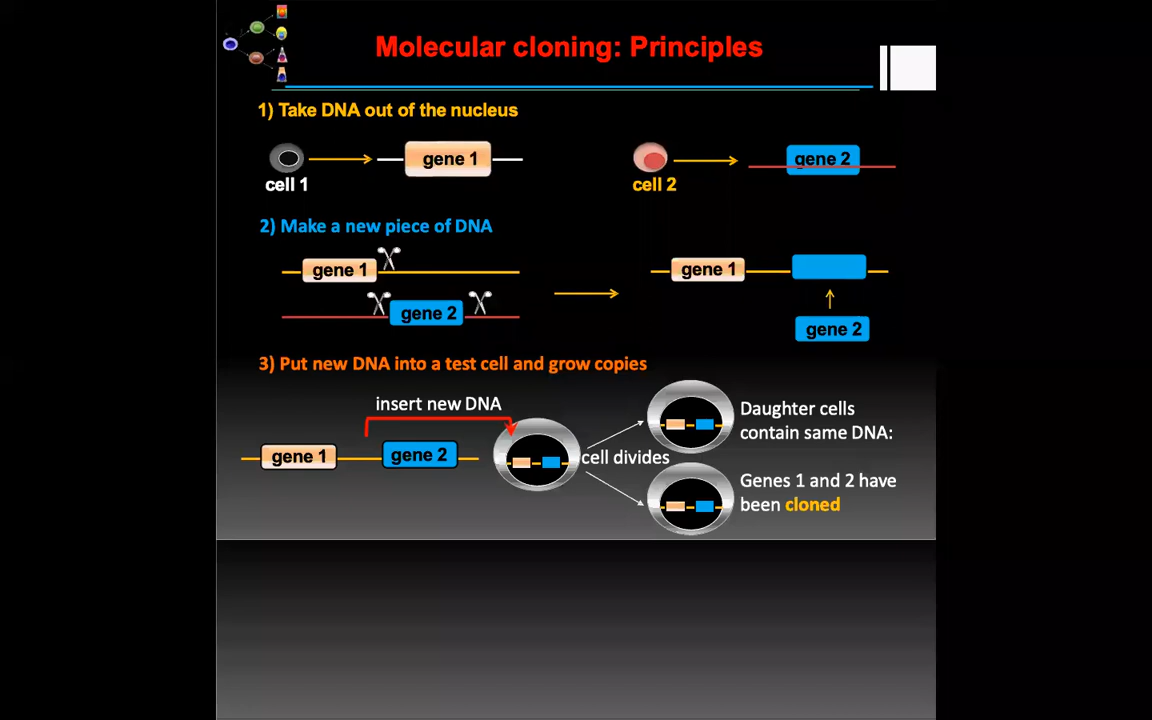 Molecular cloning: Principles
1) Take DNA out of the nucleus
gene 1
cell 1
gene 2
cell 2
2) Make a new piece of DNA
gene 1
gene 2
gene 1
gene 2
3) Put new DNA into a test cell and grow copies
insert new DNA
gene 1
gene 2
cell divides
Daughter cells
contain same DNA:
Genes 1 and 2 have
been cloned